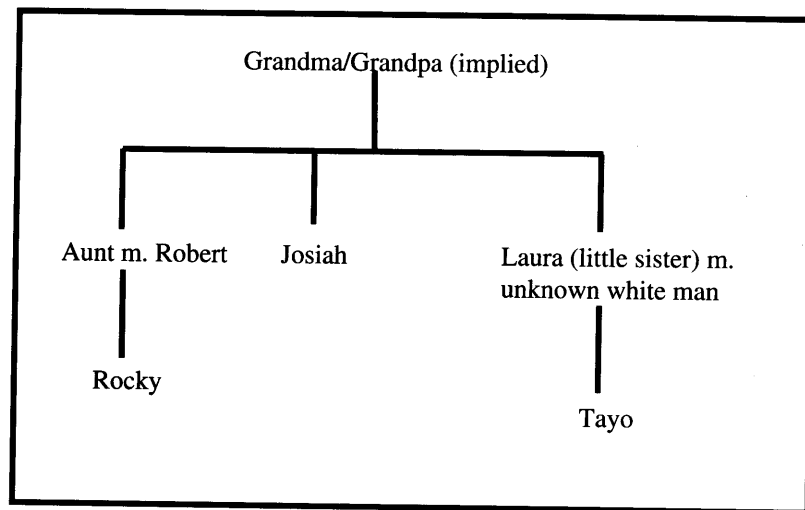 Grandma/Grandpa (implied)
Aunt m. Robert
Josiah
Laura (little sister) m.
unknown white man
Rocky
Tayo